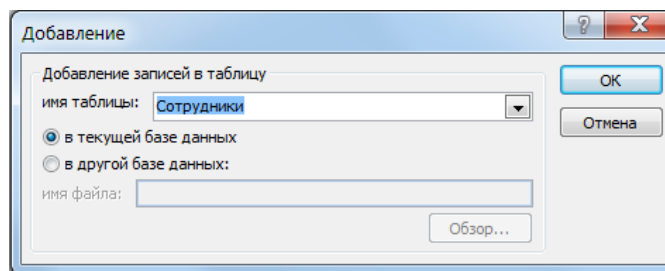 Добавление
Добавление записей в таблицу
имя таблицы: Сотрудники
в текущей базе данных
в другой базе данных:
имя файла:
Обзор...
ОК
Отмена